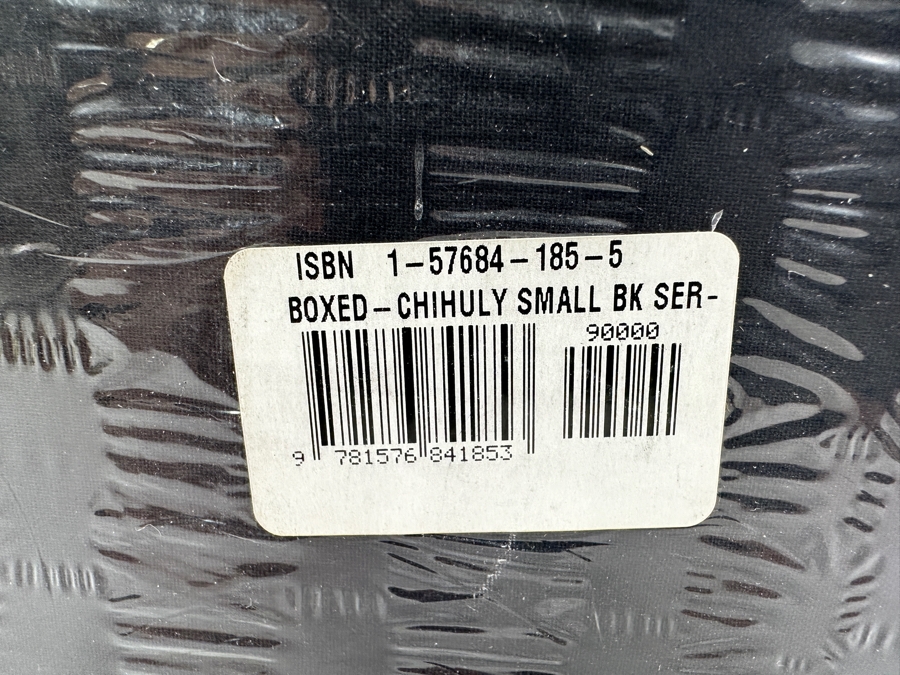 ISBN 1-57684-185-5
BOXED-CHIHULY SMALL BK SER-
90000
9 781576 841853